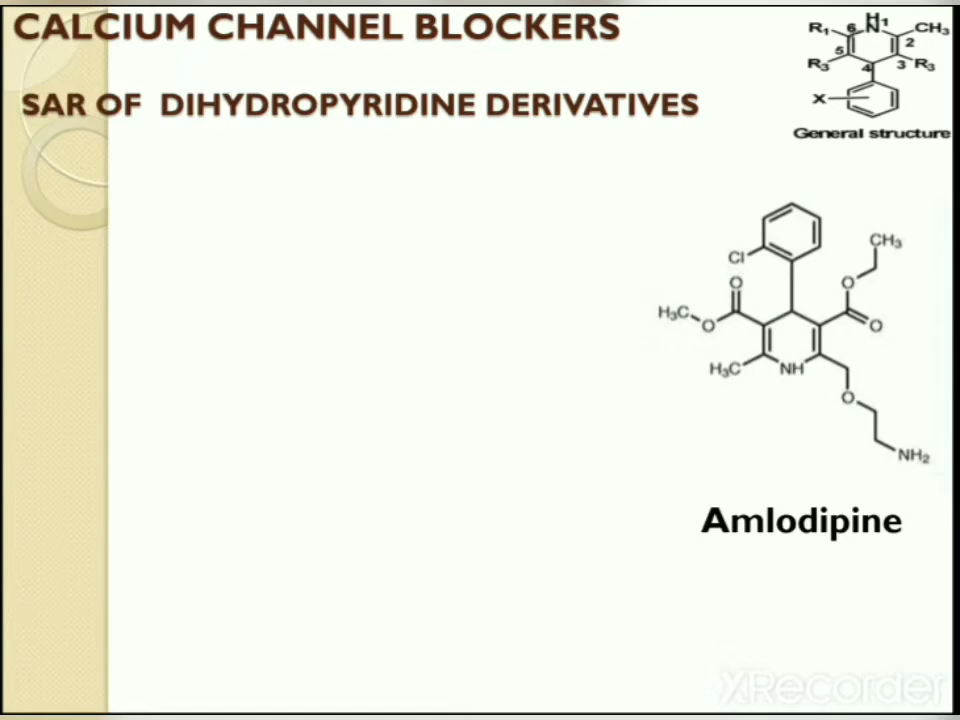 CALCIUM CHANNEL BLOCKERS
SAR OF DIHYDROPYRIDINE DERIVATIVES
H
R1 6 N 1 CH3
5 2
R3 4 3 R3
X
General structure
CH3
Cl
O O
H3C O O
H3C NH
O
NH2
Amlodipine
XRecorder